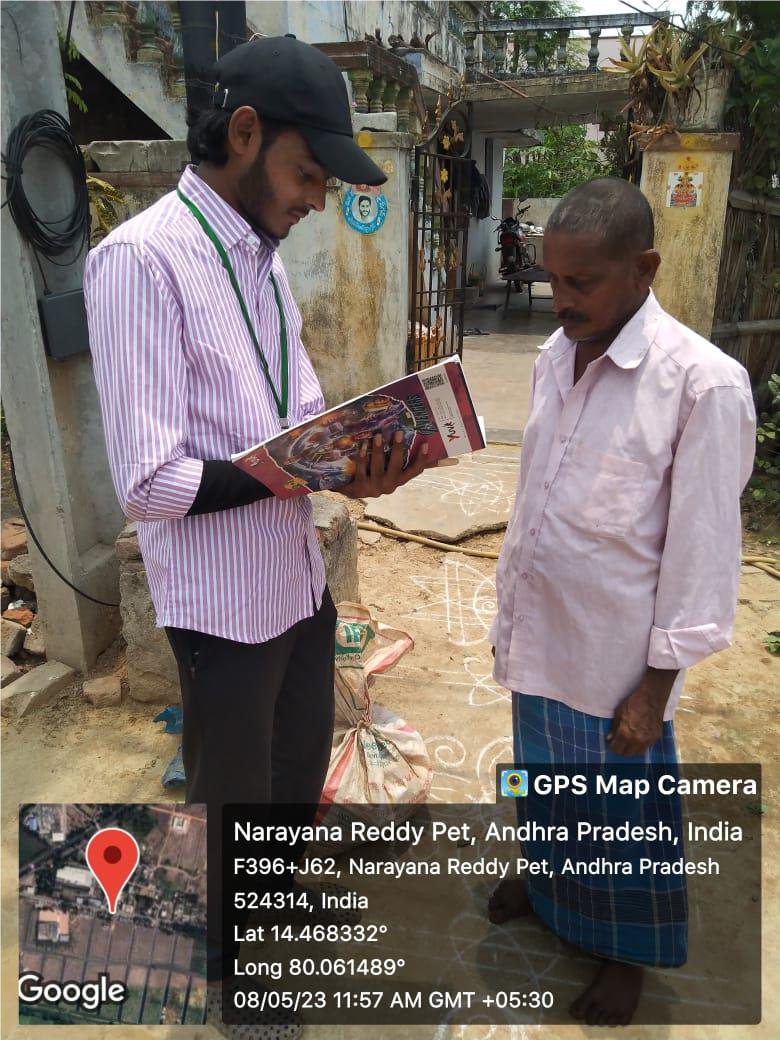 YUVA
GPS Map Camera
Narayana Reddy Pet, Andhra Pradesh, India
F396+J62, Narayana Reddy Pet, Andhra Pradesh
524314, India
Lat 14.468332°
Long 80.061489°
08/05/23 11:57 AM GMT +05:30
Google